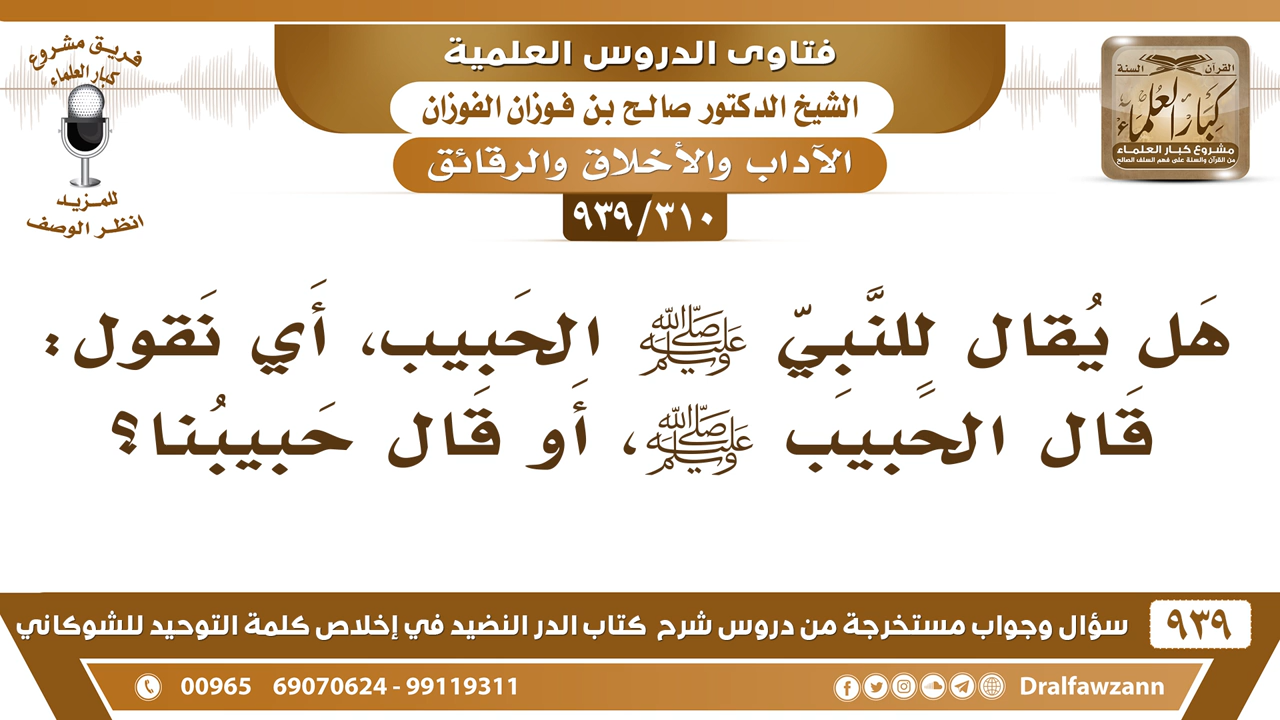 فريق مشروع
كبار العلماء
للمزيد
انظر الوصف
فتاوى الدروس العلمية
الشيخ الدكتور صالح بن فوزان الفوزان
الآداب والأخلاق والرقائق
٩٣٩/٣١٠
القرآن السنة
كبار العلماء
مشروع كبار العلماء
من القرآن والسنة على فهم السلف الصالح
هَل يُقال لِلنَّبِيّ ﷺ الحَبِيب، أَي نَقول:
قَال الحَبِيب ﷺ، أَو قَال حَبيبُنا؟
٩٣٩ سؤال وجواب مستخرجة من دروس شرح كتاب الدر النضيد في إخلاص كلمة التوحيد للشوكاني
00965 69070624 - 99119311
Dralfawzann